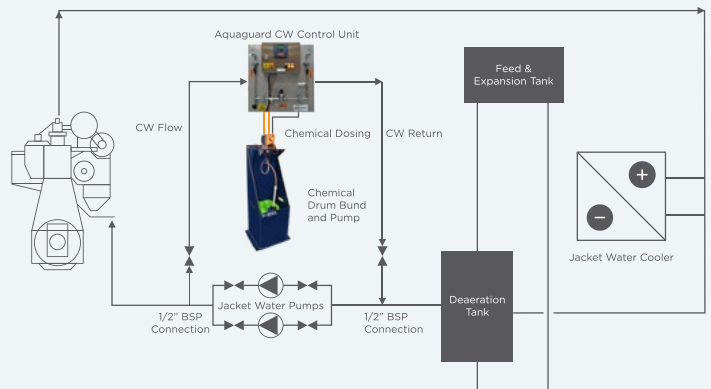 Aquaguard CW Control Unit
Feed &
Expansion Tank
CW Flow
Chemical Dosing
CW Return
Chemical
Drum Bund
and Pump
Jacket Water Cooler
Jacket Water Pumps
Deaeration
Tank
1/2” BSP
Connection
1/2” BSP
Connection